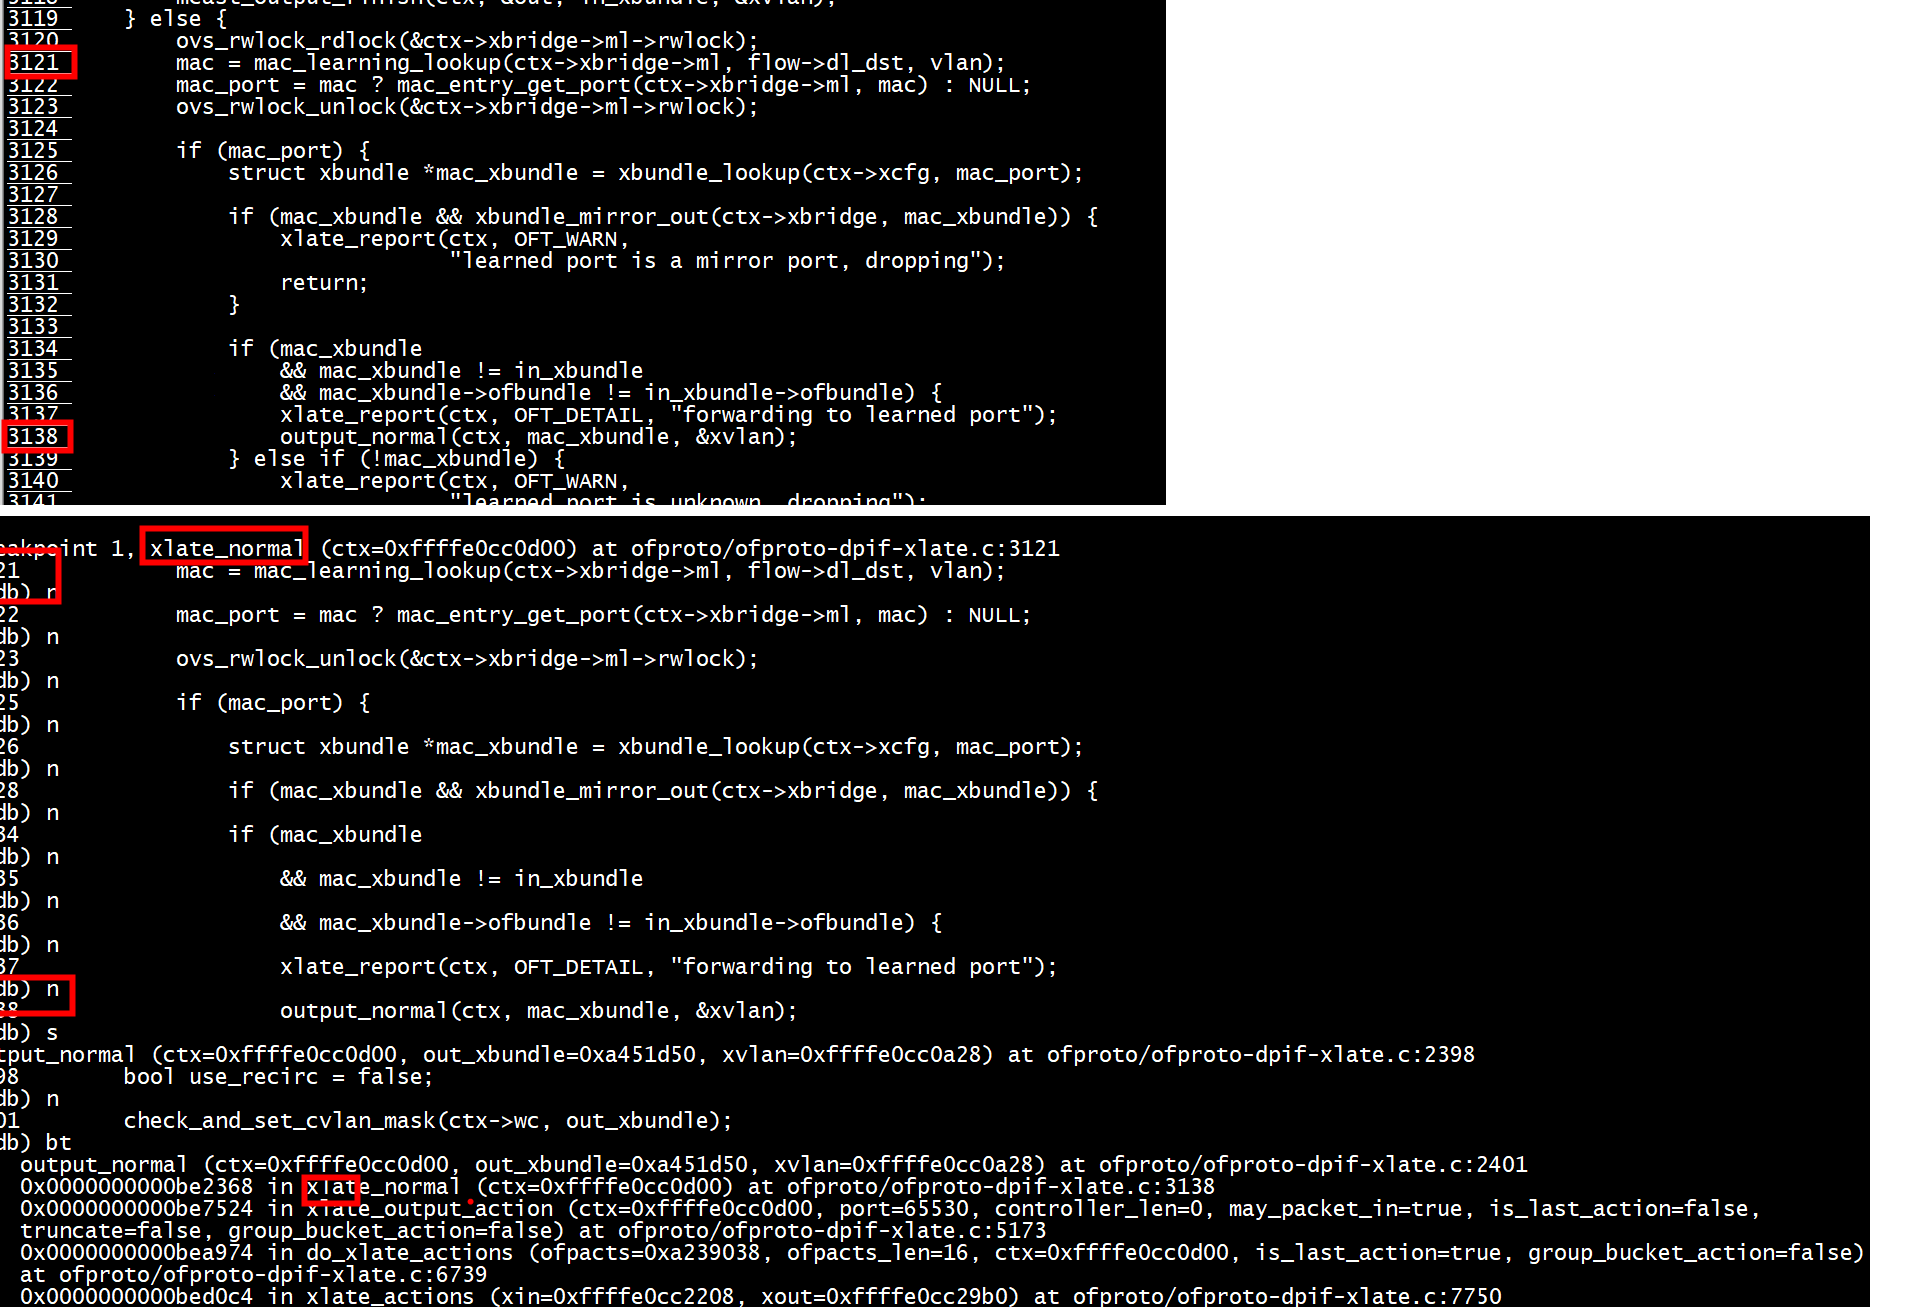 3119     } else {
3120         ovs_rwlock_rdlock(&ctx->xbridge->ml->rwlock);
3121         mac = mac_learning_lookup(ctx->xbridge->ml, flow->dl_dst, vlan);
3122         mac_port = mac ? mac_entry_get_port(ctx->xbridge->ml, mac) : NULL;
3123         ovs_rwlock_unlock(&ctx->xbridge->ml->rwlock);
3124
3125         if (mac_port) {
3126             struct xbundle *mac_xbundle = xbundle_lookup(ctx->xcfg, mac_port);
3127
3128             if (mac_xbundle && xbundle_mirror_out(ctx->xbridge, mac_xbundle)) {
3129                 xlate_report(ctx, OFT_WARN,
3130                              "learned port is a mirror port, dropping");
3131                 return;
3132             }
3133
3134             if (mac_xbundle
3135                 && mac_xbundle != in_xbundle
3136                 && mac_xbundle->ofbundle != in_xbundle->ofbundle) {
3137                 xlate_report(ctx, OFT_DETAIL, "forwarding to learned port");
3138                 output_normal(ctx, mac_xbundle, &xvlan);
3139             } else if (!mac_xbundle) {
3140                 xlate_report(ctx, OFT_WARN,
3141                              "learned port is unknown, dropping");
eakpoint 1, xlate_normal (ctx=0xffffe0cc0d00) at ofproto/ofproto-dpif-xlate.c:3121
21            mac = mac_learning_lookup(ctx->xbridge->ml, flow->dl_dst, vlan);
db) n
22            mac_port = mac ? mac_entry_get_port(ctx->xbridge->ml, mac) : NULL;
db) n
23            ovs_rwlock_unlock(&ctx->xbridge->ml->rwlock);
db) n
25            if (mac_port) {
db) n
26                struct xbundle *mac_xbundle = xbundle_lookup(ctx->xcfg, mac_port);
db) n
28                if (mac_xbundle && xbundle_mirror_out(ctx->xbridge, mac_xbundle)) {
db) n
34                if (mac_xbundle
db) n
35                    && mac_xbundle != in_xbundle
db) n
36                    && mac_xbundle->ofbundle != in_xbundle->ofbundle) {
db) n
37                    xlate_report(ctx, OFT_DETAIL, "forwarding to learned port");
db) n
38                    output_normal(ctx, mac_xbundle, &xvlan);
db) s
tput_normal (ctx=0xffffe0cc0d00, out_xbundle=0xa451d50, xvlan=0xffffe0cc0a28) at ofproto/ofproto-dpif-xlate.c:2398
98        bool use_recirc = false;
db) n
01        check_and_set_cvlan_mask(ctx->wc, out_xbundle);
db) bt
output_normal (ctx=0xffffe0cc0d00, out_xbundle=0xa451d50, xvlan=0xffffe0cc0a28) at ofproto/ofproto-dpif-xlate.c:2401
0x0000000000be2368 in xlate_normal (ctx=0xffffe0cc0d00) at ofproto/ofproto-dpif-xlate.c:3138
0x0000000000be7524 in xlate_output_action (ctx=0xffffe0cc0d00, port=65530, controller_len=0, may_packet_in=true, is_last_action=false,
truncate=false, group_bucket_action=false) at ofproto/ofproto-dpif-xlate.c:5173
0x0000000000bea974 in do_xlate_actions (ofpacts=0xa239038, ofpacts_len=16, ctx=0xffffe0cc0d00, is_last_action=true, group_bucket_action=false)
at ofproto/ofproto-dpif-xlate.c:6739
0x0000000000bed0c4 in xlate_actions (xin=0xffffe0cc2208, xout=0xffffe0cc29b0) at ofproto/ofproto-dpif-xlate.c:7750